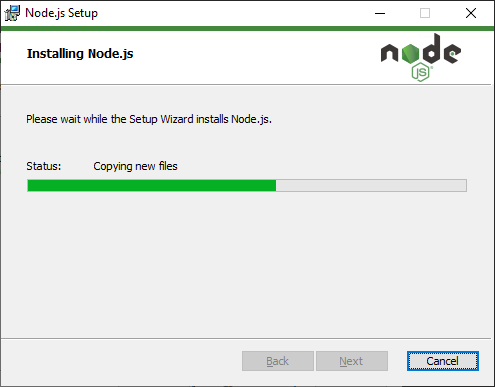 Node.js Setup
Installing Node.js
node
JS
Please wait while the Setup Wizard installs Node.js.
Status: Copying new files
Back Next Cancel